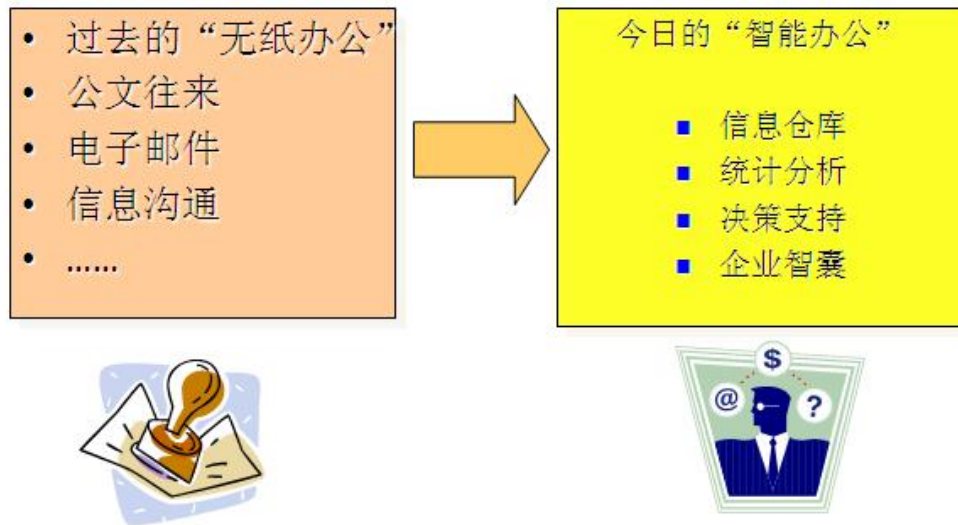 • 过去的“无纸办公”
• 公文往来
• 电子邮件
• 信息沟通
• ......
今日的“智能办公”
■ 信息仓库
■ 统计分析
■ 决策支持
■ 企业智囊
$
@
?